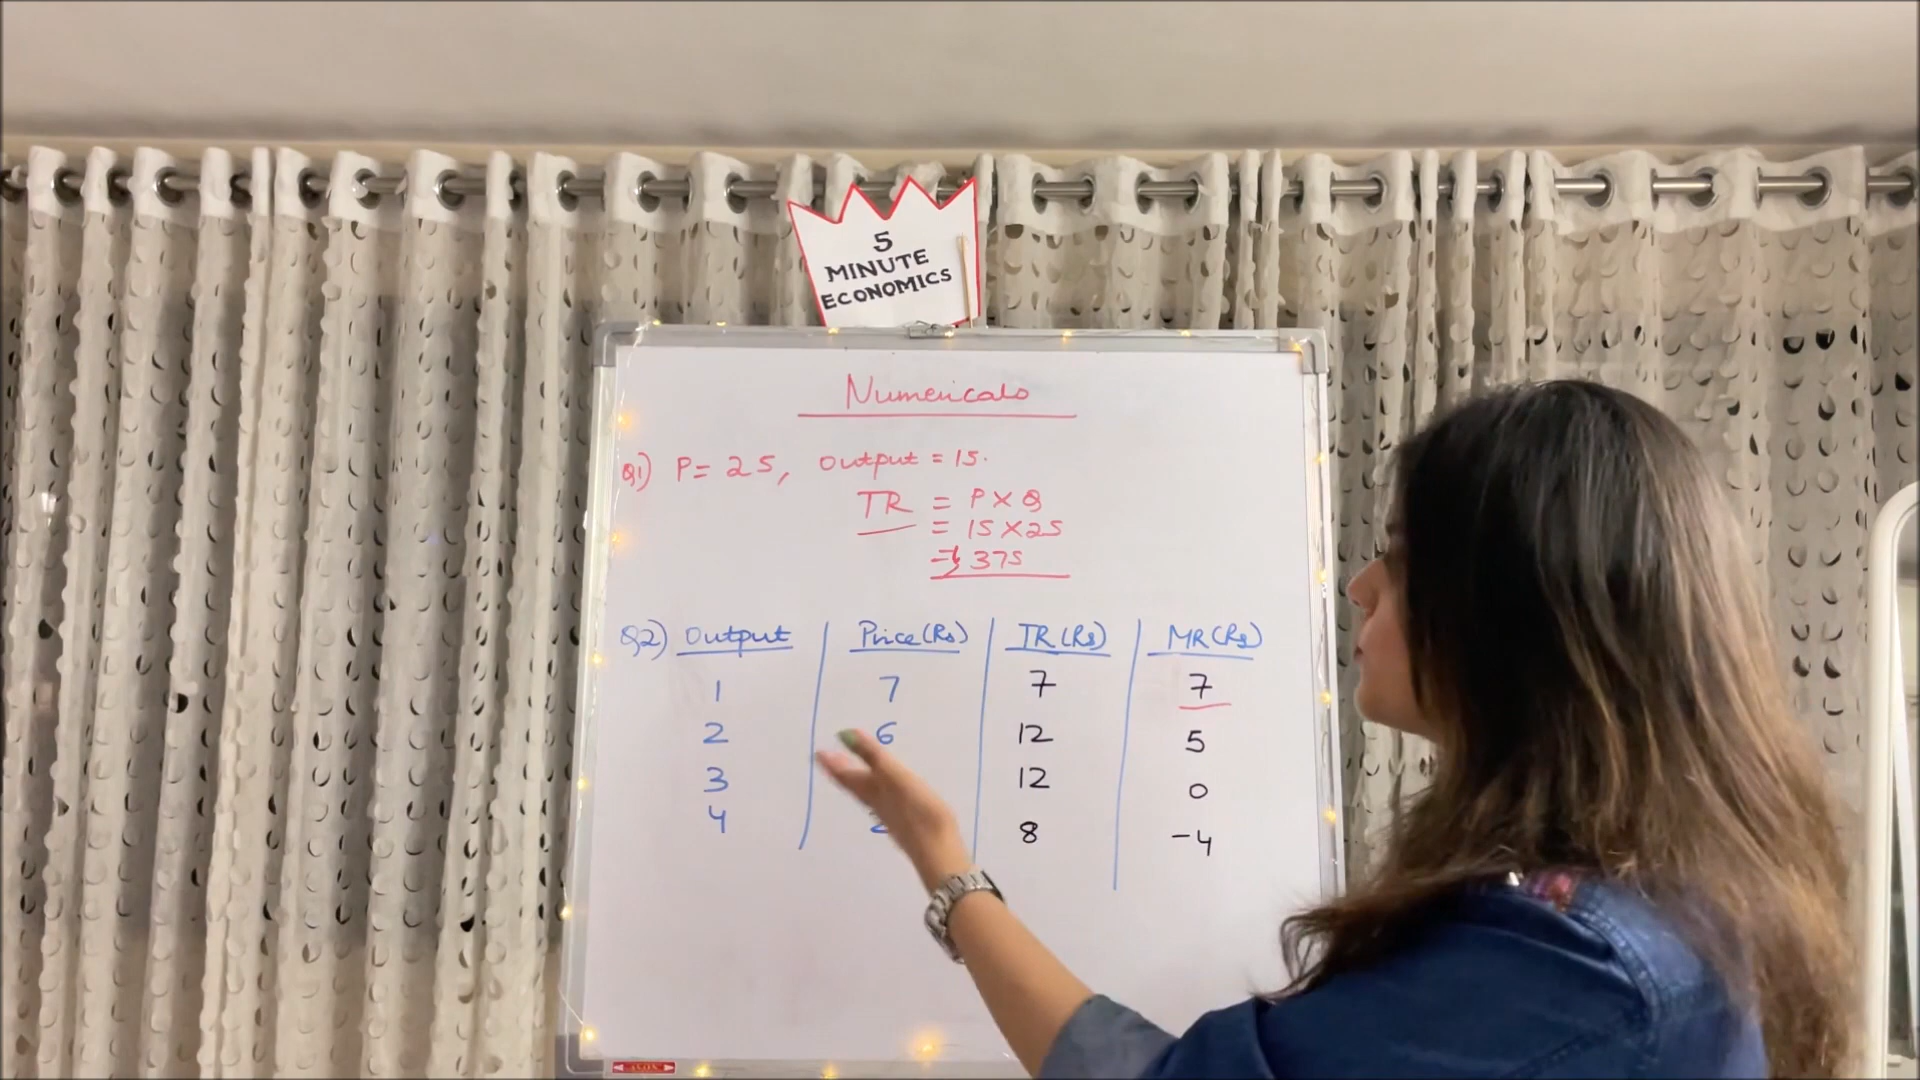 5
MINUTE
ECONOMICS
Numericals
Q1) P = 25, Output = 15.
TR = P X Q
= 15 X 25
= ₹ 375
Q2) Output Price (Rs) TR (Rs) MR (Rs)
1 7 7 7
2 6 12 5
3 12 0
4 2 8 -4